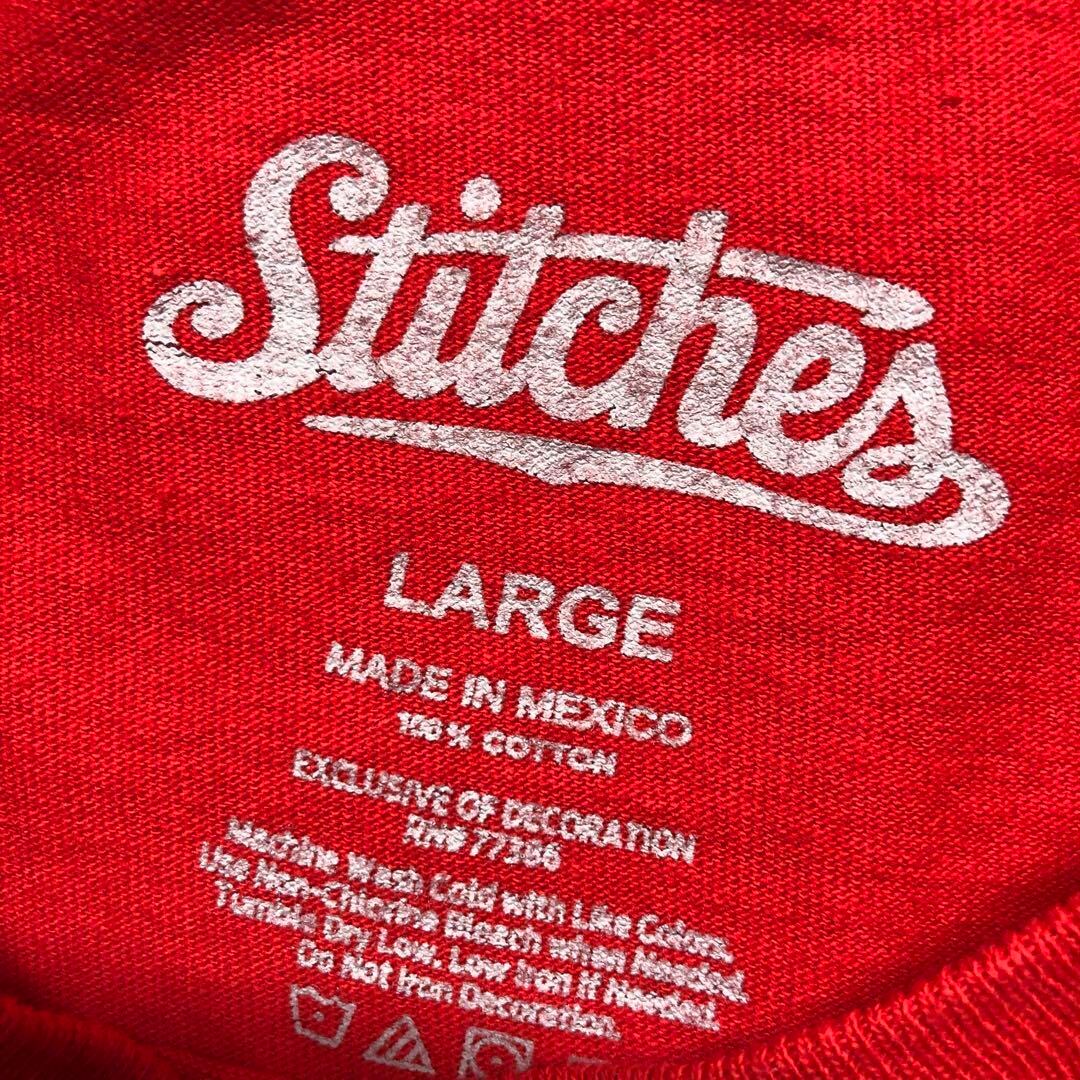 Stitches
LARGE
MADE IN MEXICO
100% COTTON
EXCLUSIVE OF DECORATION
RN# 77386
Machine Wash Cold with Like Colors.
Use Non-Chlorine Bleach when Needed.
Tumble Dry Low, Low Iron If Needed.
Do Not Iron Decoration.